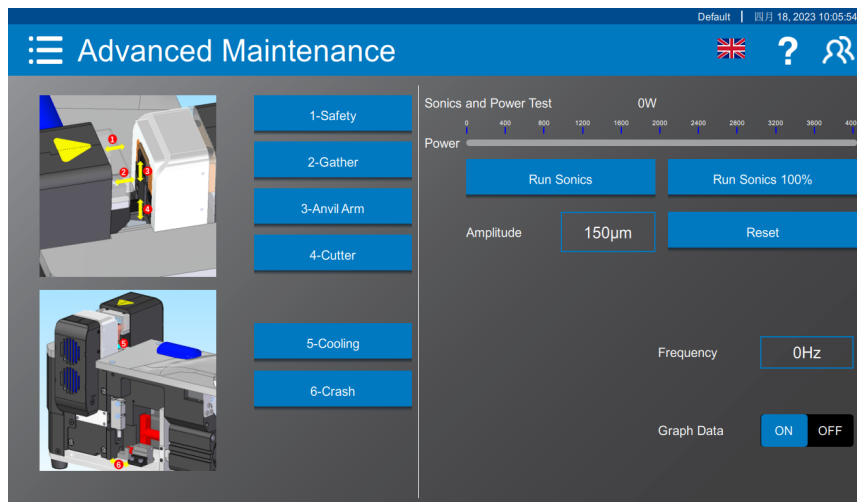 Default | 四月 18, 2023 10:05:54
Advanced Maintenance
?
1
2
3
4
1-Safety
2-Gather
3-Anvil Arm
4-Cutter
5
6
5-Cooling
6-Crash
Sonics and Power Test 0W
0 400 800 1200 1600 2000 2400 2800 3200 3600 400
Power
Run Sonics Run Sonics 100%
Amplitude 150μm Reset
Frequency 0Hz
Graph Data ON OFF